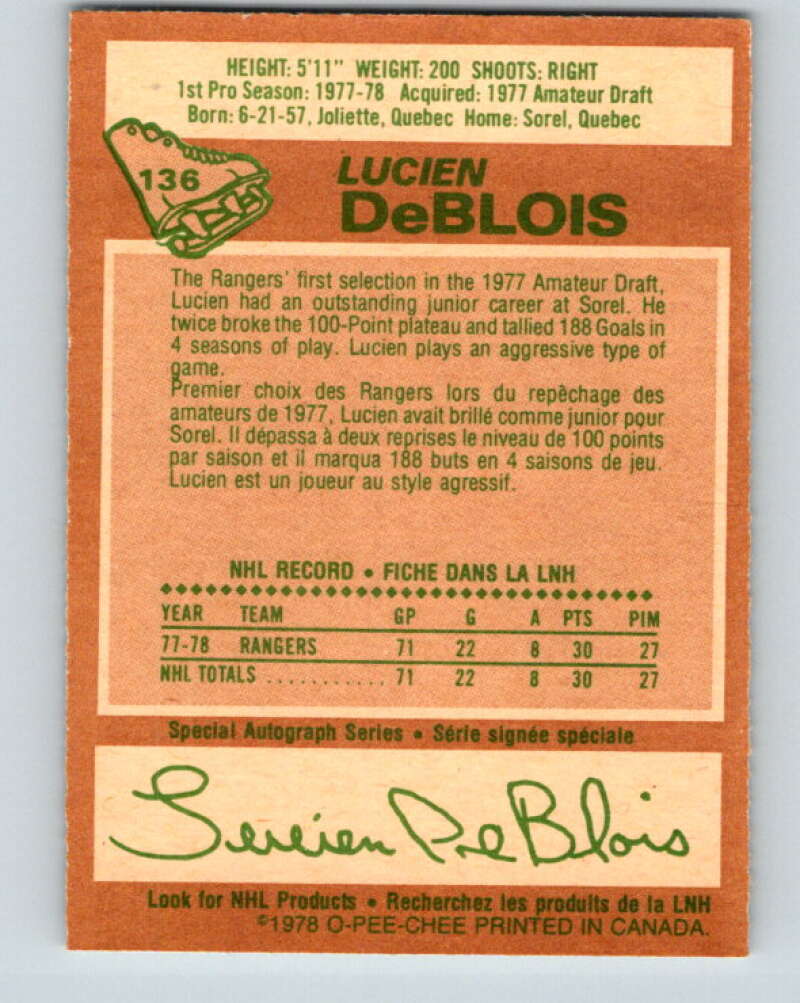 HEIGHT: 5'11" WEIGHT: 200 SHOOTS: RIGHT
1st Pro Season: 1977-78 Acquired: 1977 Amateur Draft
Born: 6-21-57, Joliette, Quebec Home: Sorel, Quebec
136
LUCIEN
DeBLOIS
The Rangers' first selection in the 1977 Amateur Draft,
Lucien had an outstanding junior career at Sorel. He
twice broke the 100-Point plateau and tallied 188 Goals in
4 seasons of play. Lucien plays an aggressive type of
game.
Premier choix des Rangers lors du repêchage des
amateurs de 1977, Lucien avait brillé comme junior pour
Sorel. Il dépassa à deux reprises le niveau de 100 points
par saison et il marqua 188 buts en 4 saisons de jeu.
Lucien est un joueur au style agressif.
NHL RECORD • FICHE DANS LA LNH
YEAR TEAM GP G A PTS PIM
77-78 RANGERS 71 22 8 30 27
NHL TOTALS ........... 71 22 8 30 27
Special Autograph Series • Série signée spéciale
Lucien DeBlois
Look for NHL Products • Recherchez les produits de la LNH
©1978 O-PEE-CHEE PRINTED IN CANADA.